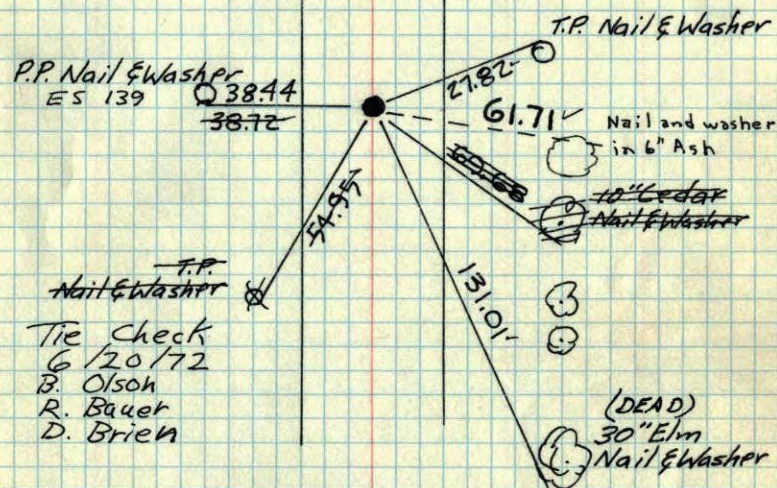 T.P. Nail & Washer
P.P. Nail & Washer
ES 139
38.44
38.72
27.82
61.71
Nail and washer
in 6" Ash
69.68
10" Cedar
Nail & Washer
54.95
T.P.
Nail & Washer
131.01
Tie Check
6/20/72
B. Olson
R. Bauer
D. Brien
(DEAD)
30" Elm
Nail & Washer